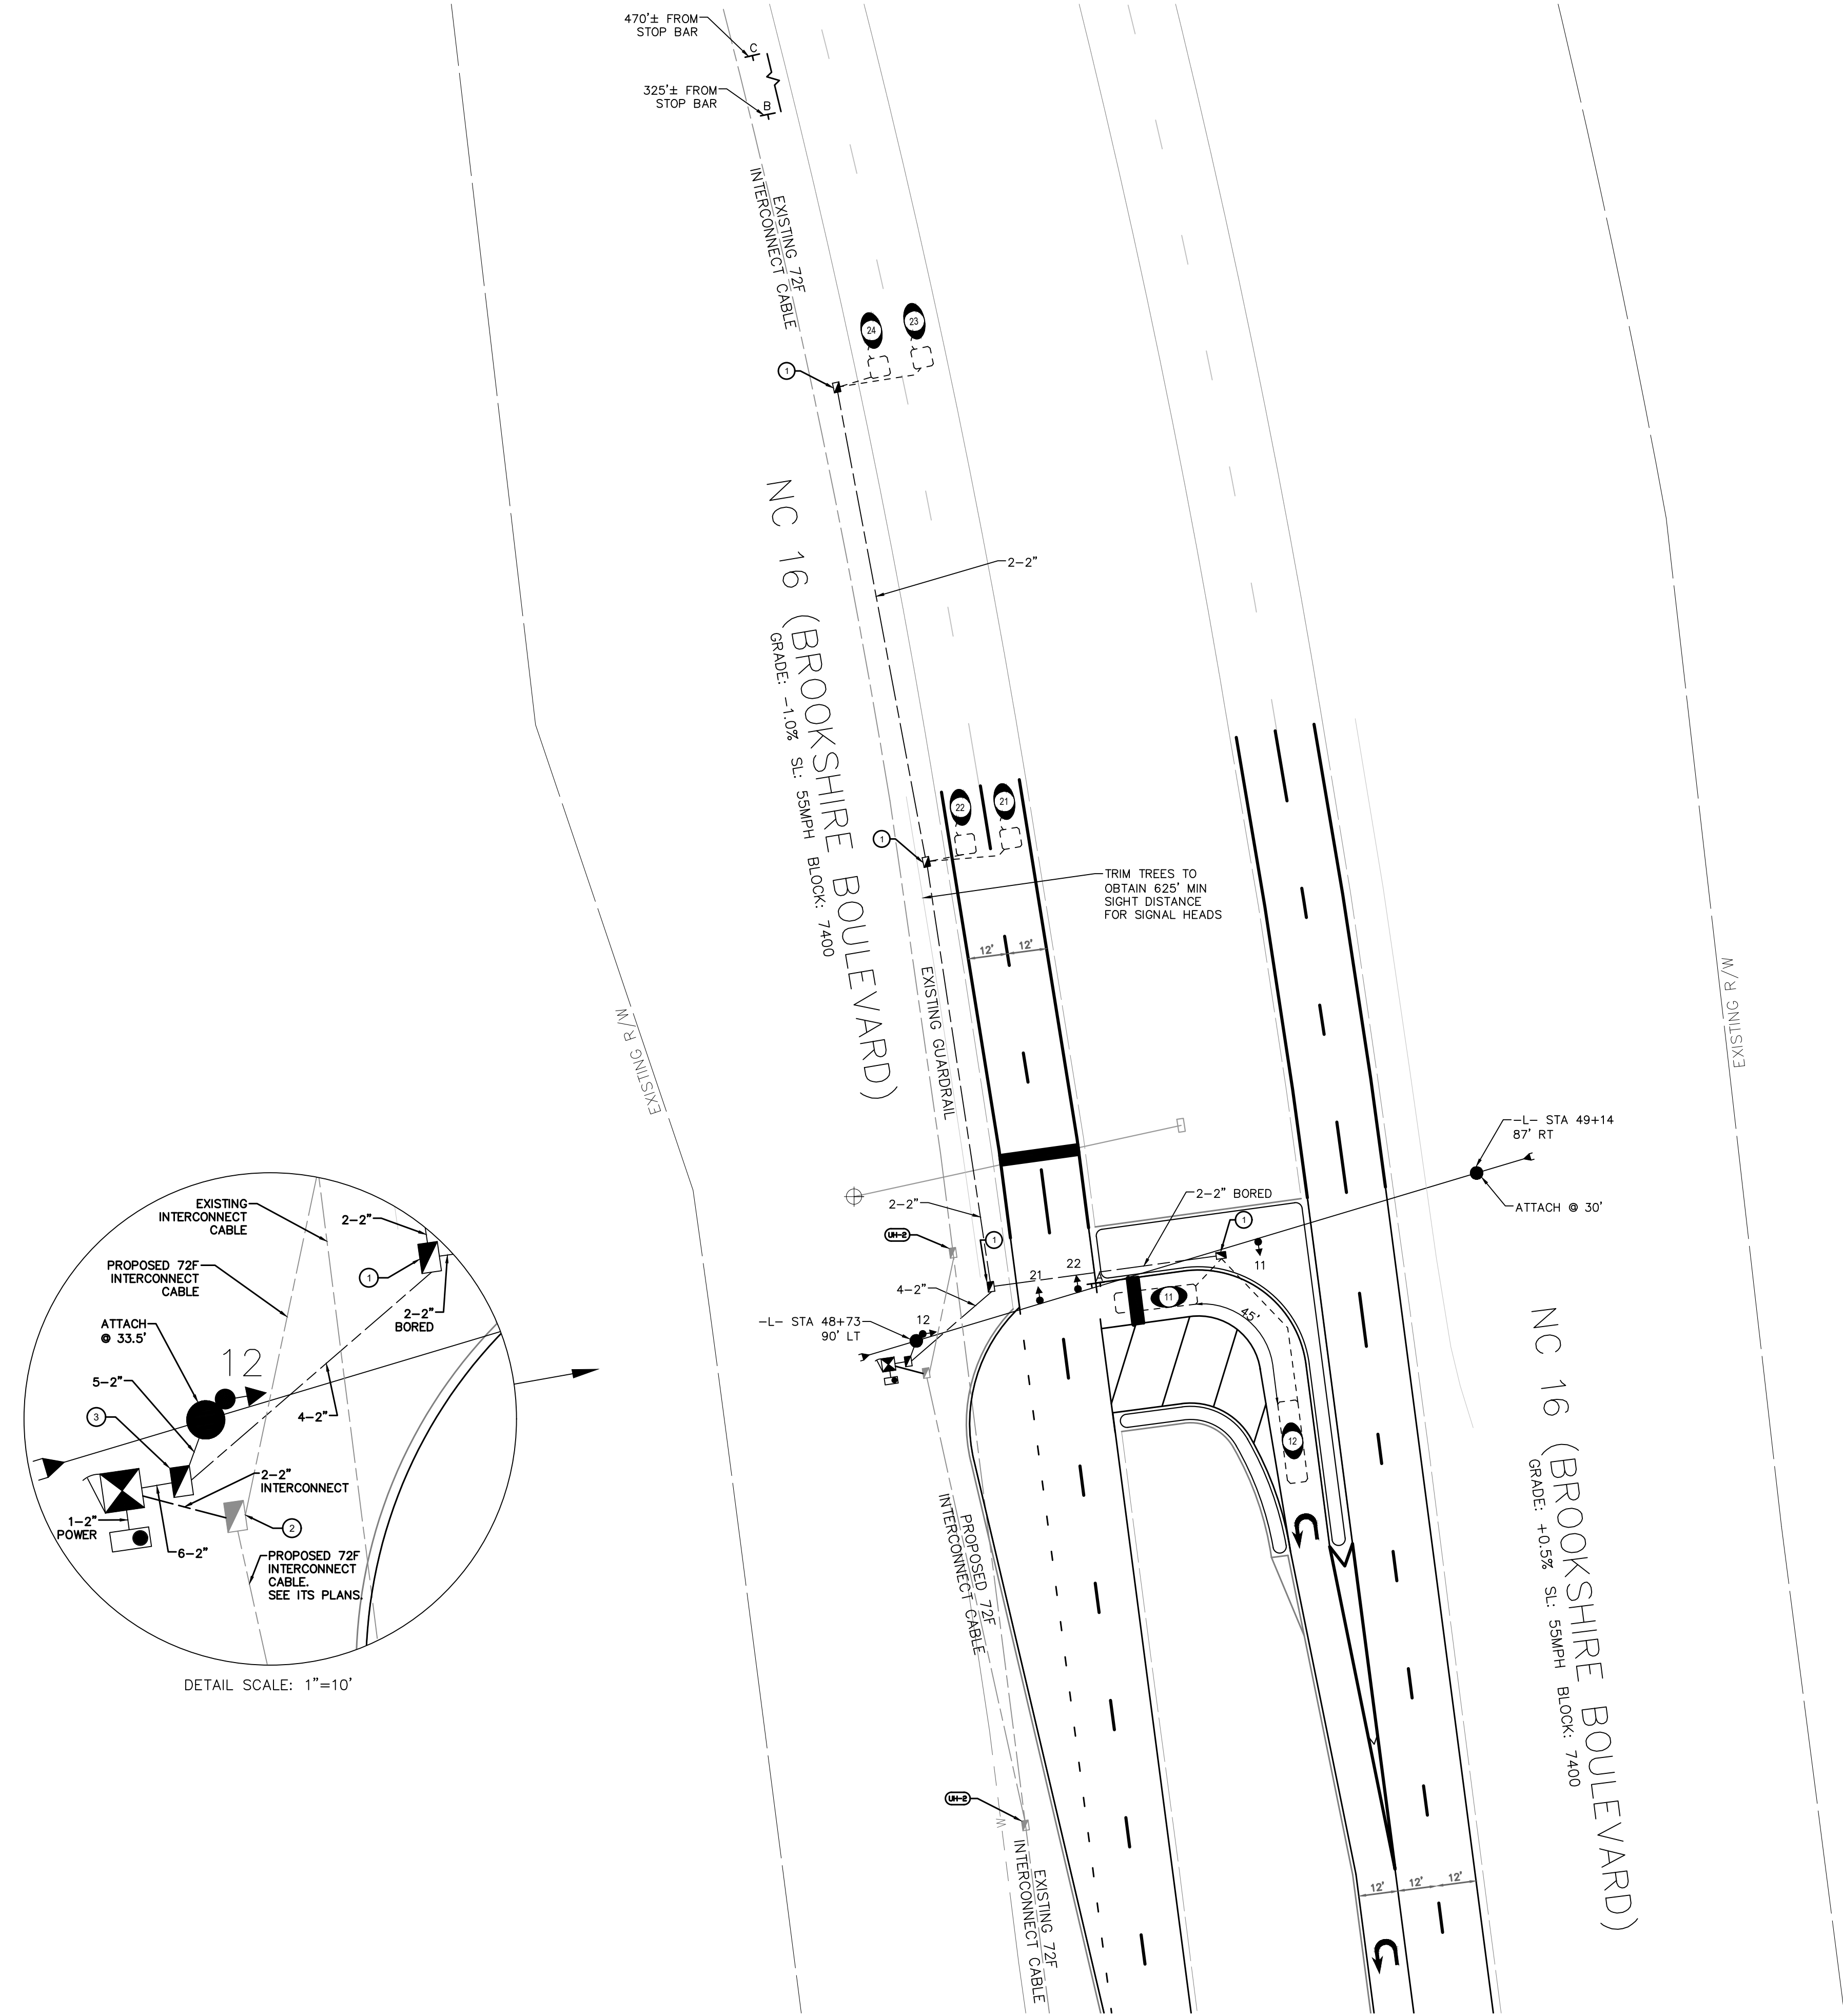 470'± FROM
STOP BAR
C
325'± FROM
STOP BAR
B
EXISTING 72F
INTERCONNECT CABLE
24
23
1
NC 16 (BROOKSHIRE BOULEVARD)
GRADE: -1.0% SL: 55MPH BLOCK: 7400
2-2"
22
21
1
TRIM TREES TO
OBTAIN 625' MIN
SIGHT DISTANCE
FOR SIGNAL HEADS
12'
12'
EXISTING GUARDRAIL
EXISTING R/W
EXISTING R/W
-L- STA 49+14
87' RT
ATTACH @ 30'
2-2" BORED
2-2"
1
1
UH-2
11
22
21
A
4-2"
11
45'
-L- STA 48+73
90' LT
12
12
NC 16 (BROOKSHIRE BOULEVARD)
GRADE: +0.5% SL: 55MPH BLOCK: 7400
PROPOSED 72F
INTERCONNECT CABLE
UH-2
W
EXISTING 72F
INTERCONNECT CABLE
12'
12'
12'
EXISTING
INTERCONNECT
CABLE
2-2"
PROPOSED 72F
INTERCONNECT
CABLE
1
2-2"
BORED
ATTACH
@ 33.5'
12
5-2"
4-2"
3
2-2"
INTERCONNECT
1-2"
POWER
2
6-2"
PROPOSED 72F
INTERCONNECT
CABLE.
SEE ITS PLANS.
DETAIL SCALE: 1"=10'